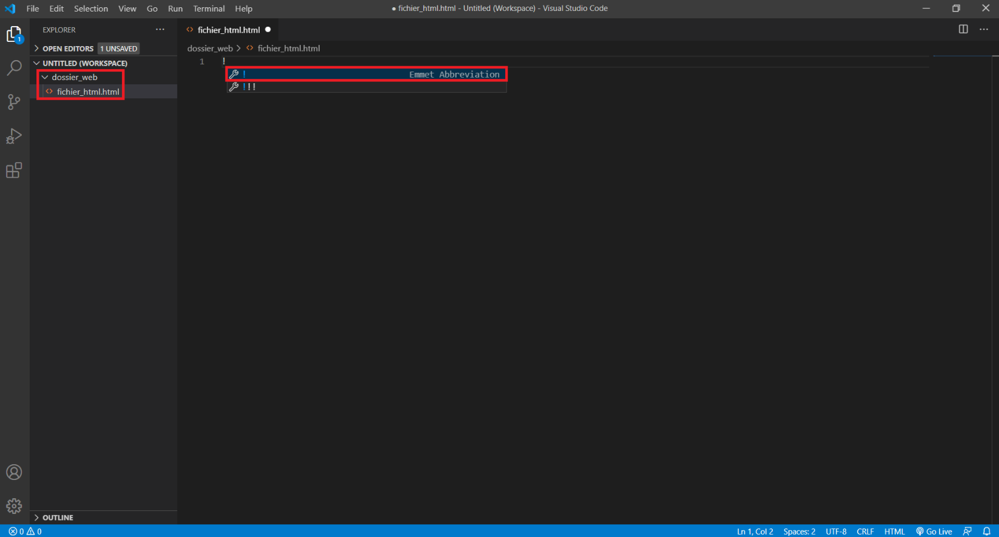 File Edit Selection View Go Run Terminal Help
● fichier_html.html - Untitled (Workspace) - Visual Studio Code
EXPLORER
fichier_html.html
1
OPEN EDITORS 1 UNSAVED
dossier_web > fichier_html.html
UNTITLED (WORKSPACE)
1 !
! Emmet Abbreviation
dossier_web
!!!
fichier_html.html
OUTLINE
0 0
Ln 1, Col 2 Spaces: 2 UTF-8 CRLF HTML Go Live